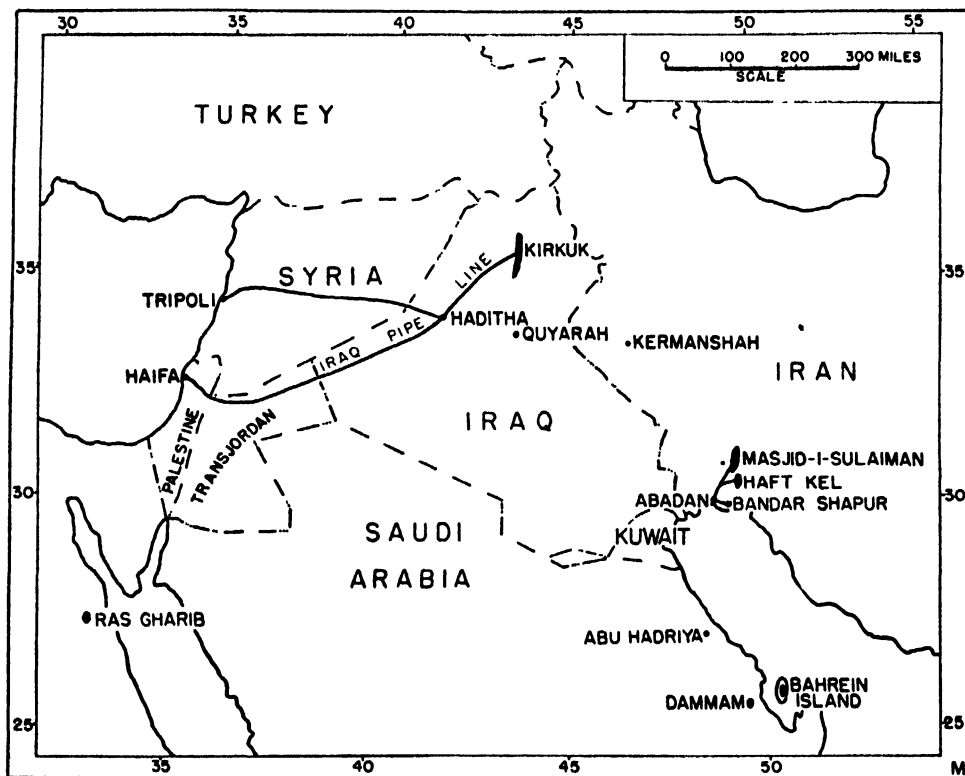 30 35 40 45 50 55
0 100 200 300 MILES
SCALE
TURKEY
35
KIRKUK
35
SYRIA
LINE
TRIPOLI
HADITHA
PIPE
QUYARAH
KERMANSHAH
IRAQ
HAIFA
IRAN
IRAQ
PALESTINE
TRANSJORDAN
MASJID-I-SULAIMAN
HAFT KEL
30
ABADAN
BANDAR SHAPUR
30
SAUDI
ARABIA
KUWAIT
RAS GHARIB
ABU HADRIYA
DAMMAM
BAHREIN
ISLAND
25
25
35 40 45 50
M